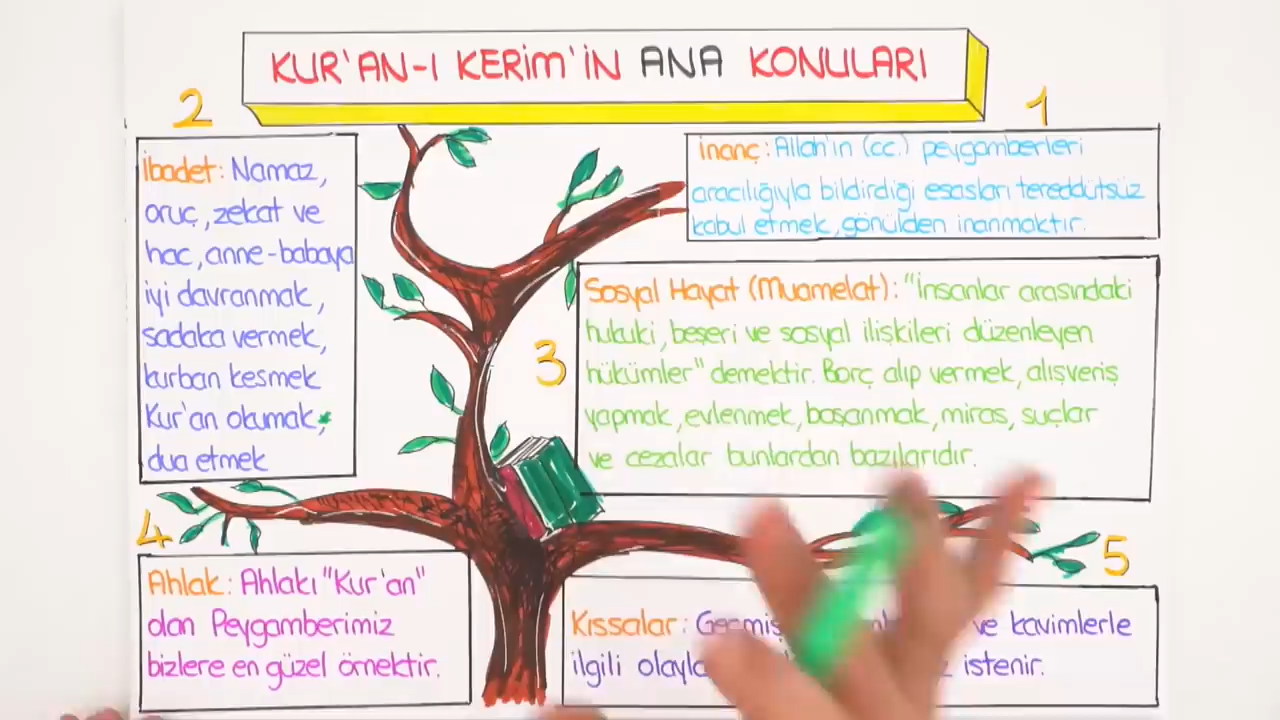 KUR'AN-I KERİM'İN ANA KONULARI
1
İnanç: Allah'ın (cc.) peygamberleri
aracılığıyla bildirdiği esasları tereddütsüz
kabul etmek, gönülden inanmaktır.
2
İbadet: Namaz,
oruç, zekat ve
hac, anne-babaya
iyi davranmak,
sadaka vermek,
kurban kesmek
Kur'an okumak,
dua etmek
3
Sosyal Hayat (Muamelat): "İnsanlar arasındaki
hukuki, beşeri ve sosyal ilişkileri düzenleyen
hükümler" demektir. Borç alıp vermek, alışveriş
yapmak, evlenmek, boşanmak, miras, suçlar
ve cezalar bunlardan bazılarıdır.
4
Ahlak: Ahlakı "Kur'an"
olan Peygamberimiz
bizlere en güzel örnektir.
5
Kıssalar: Geçmiş ve kavimlerle
ilgili istenir.